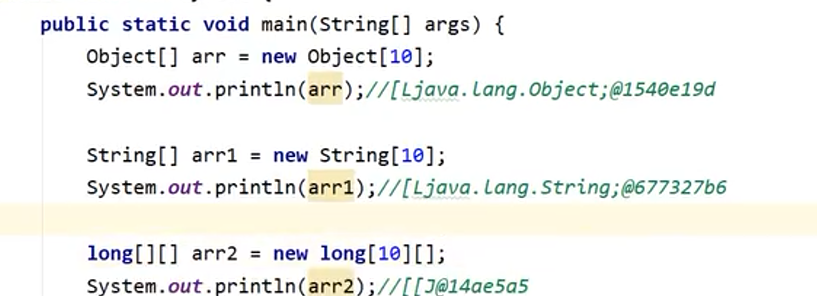 public static void main(String[] args) {
Object[] arr = new Object[10];
System.out.println(arr);//[Ljava.lang.Object;@1540e19d
String[] arr1 = new String[10];
System.out.println(arr1);//[Ljava.lang.String;@677327b6
long[][] arr2 = new long[10][];
System.out.println(arr2);//[[J@14ae5a5